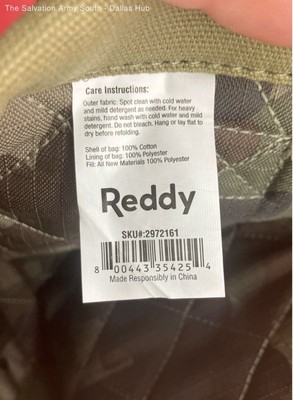 The Salvation Army South - Dallas Hub
Care Instructions:
Outer fabric. Spot clean with cold water
and mild detergent as needed. For heavy
stains, hand wash with cold water and mild
detergent. Do not bleach. Hang or lay flat to
dry before refolding.
Shell of bag: 100% Cotton
Lining of bag: 100% Polyester
Fill: All New Materials 100% Polyester
Reddy
SKU#:2972161
8 00443 35425 4
Made Responsibly in China